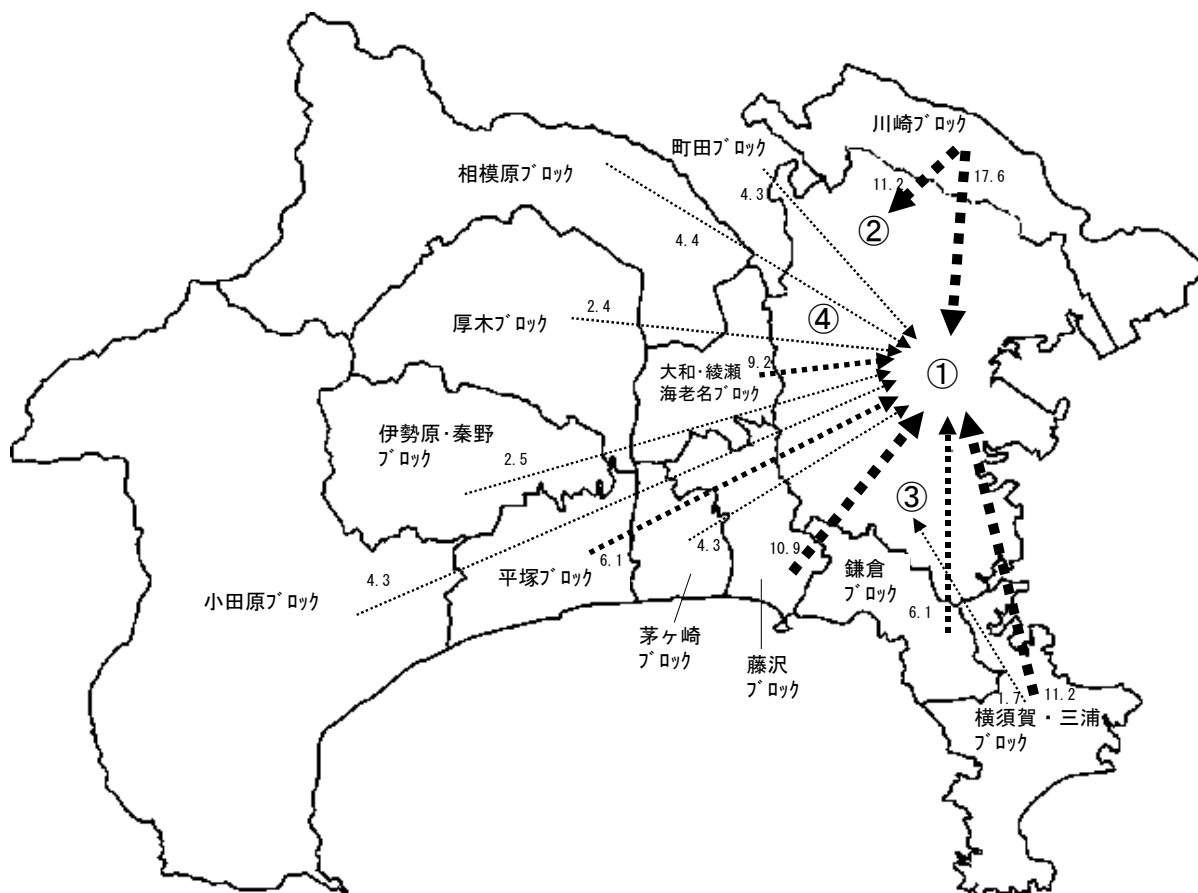 川崎ﾌﾞﾛｯｸ
町田ﾌﾞﾛｯｸ
相模原ﾌﾞﾛｯｸ
11.2
17.6
4.3
②
4.4
2.4
④
厚木ﾌﾞﾛｯｸ
大和・綾瀬
海老名ﾌﾞﾛｯｸ
9.2
①
伊勢原・秦野
ﾌﾞﾛｯｸ
2.5
③
4.3
10.9
6.1
4.3
平塚ﾌﾞﾛｯｸ
鎌倉
ﾌﾞﾛｯｸ
小田原ﾌﾞﾛｯｸ
6.1
茅ヶ崎
ﾌﾞﾛｯｸ
藤沢
ﾌﾞﾛｯｸ
1.7
11.2
横須賀・三浦
ﾌﾞﾛｯｸ